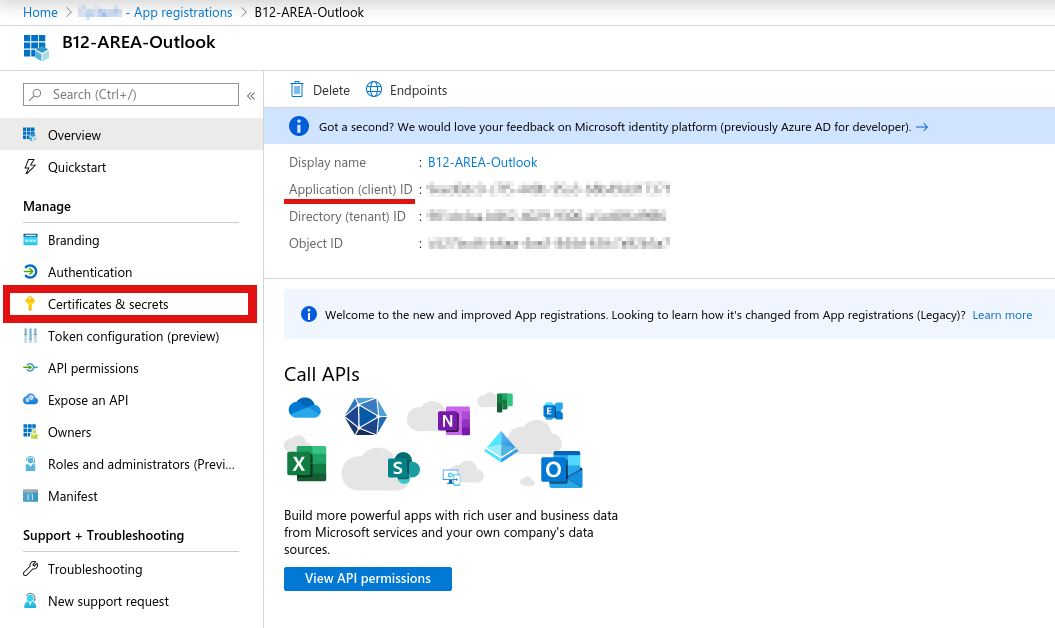 Home > - App registrations > B12-AREA-Outlook
B12-AREA-Outlook
Search (Ctrl+/)
«
Overview
Quickstart
Manage
Branding
Authentication
Certificates & secrets
Token configuration (preview)
API permissions
Expose an API
Owners
Roles and administrators (Previ...
Manifest
Support + Troubleshooting
Troubleshooting
New support request
Delete Endpoints
Got a second? We would love your feedback on Microsoft identity platform (previously Azure AD for developer). →
Display name : B12-AREA-Outlook
Application (client) ID :
Directory (tenant) ID :
Object ID :
Welcome to the new and improved App registrations. Looking to learn how it's changed from App registrations (Legacy)? Learn more
Call APIs
N
E
X
S
O
Build more powerful apps with rich user and business data
from Microsoft services and your own company's data
sources.
View API permissions